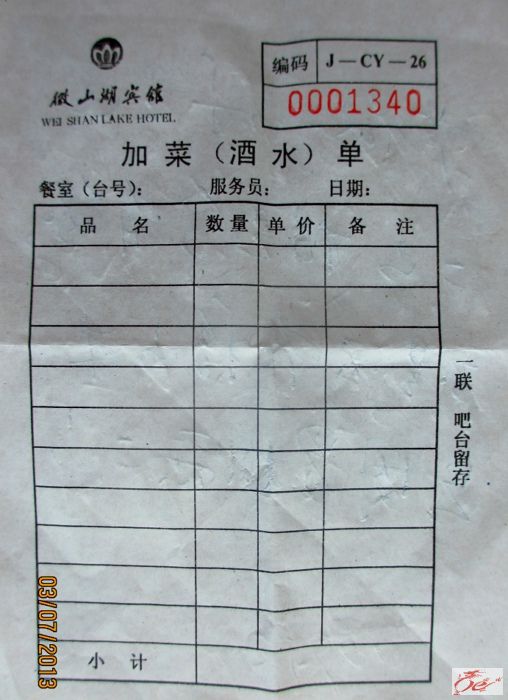 微山湖宾馆
WEI SHAN LAKE HOTEL
编码 J—CY—26
0001340
加菜（酒水）单
餐室（台号）： 服务员： 日期：
品名 数量 单价 备注
小计
一联 吧台留存
03/07/2013